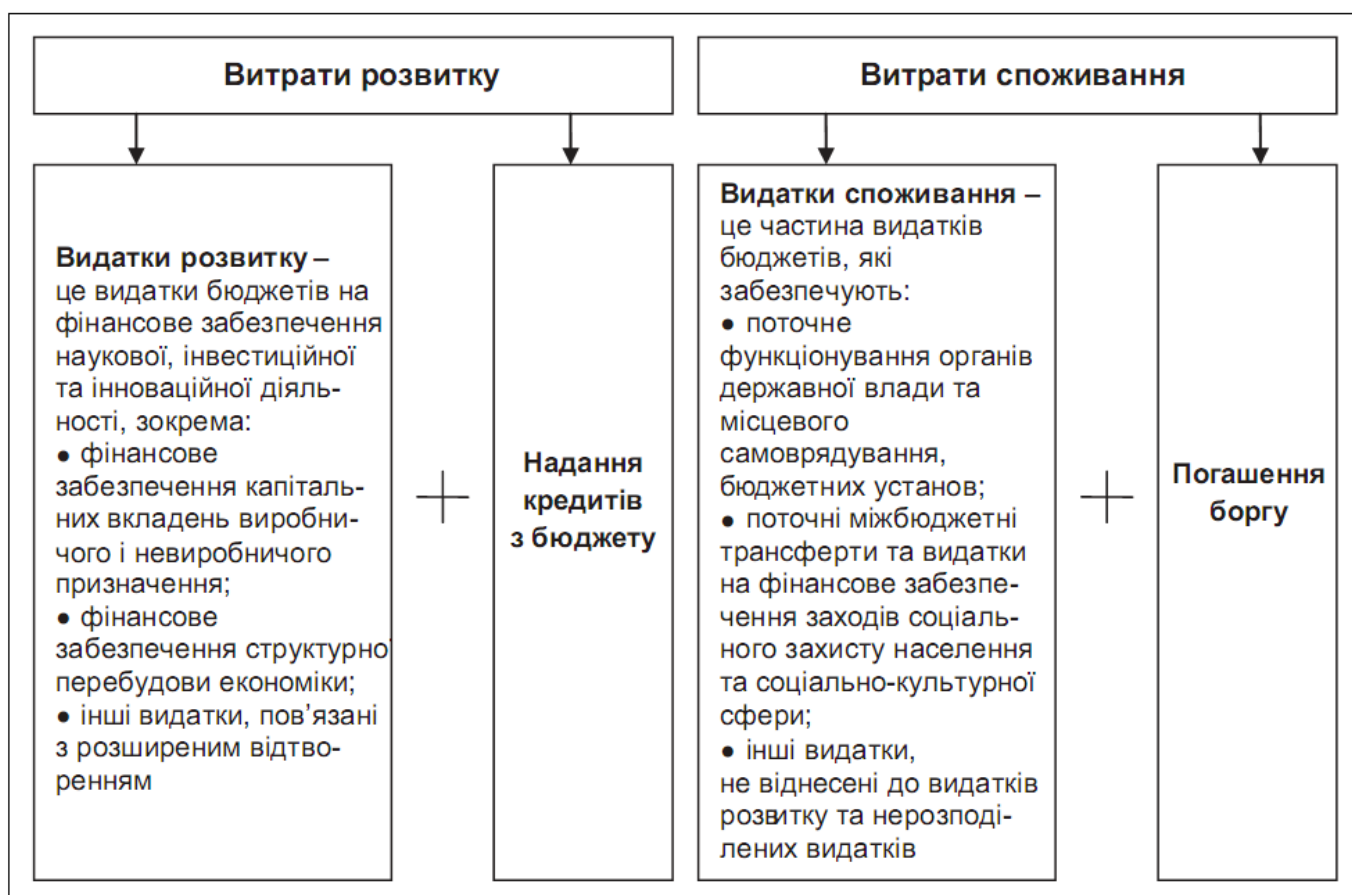 Витрати розвитку
Видатки розвитку –
це видатки бюджетів на
фінансове забезпечення
наукової, інвестиційної
та інноваційної діяль-
ності, зокрема:
● фінансове
забезпечення капіталь-
них вкладень виробни-
чого і невиробничого
призначення;
● фінансове
забезпечення структурної
перебудови економіки;
● інші видатки, пов’язані
з розширеним відтво-
ренням
+
Надання
кредитів
з бюджету
Витрати споживання
Видатки споживання –
це частина видатків
бюджетів, які
забезпечують:
● поточне
функціонування органів
державної влади та
місцевого
самоврядування,
бюджетних установ;
● поточні міжбюджетні
трансферти та видатки
на фінансове забезпе-
чення заходів соціаль-
ного захисту населення
та соціально-культурної
сфери;
● інші видатки,
не віднесені до видатків
розвитку та нерозподі-
лених видатків
+
Погашення
боргу